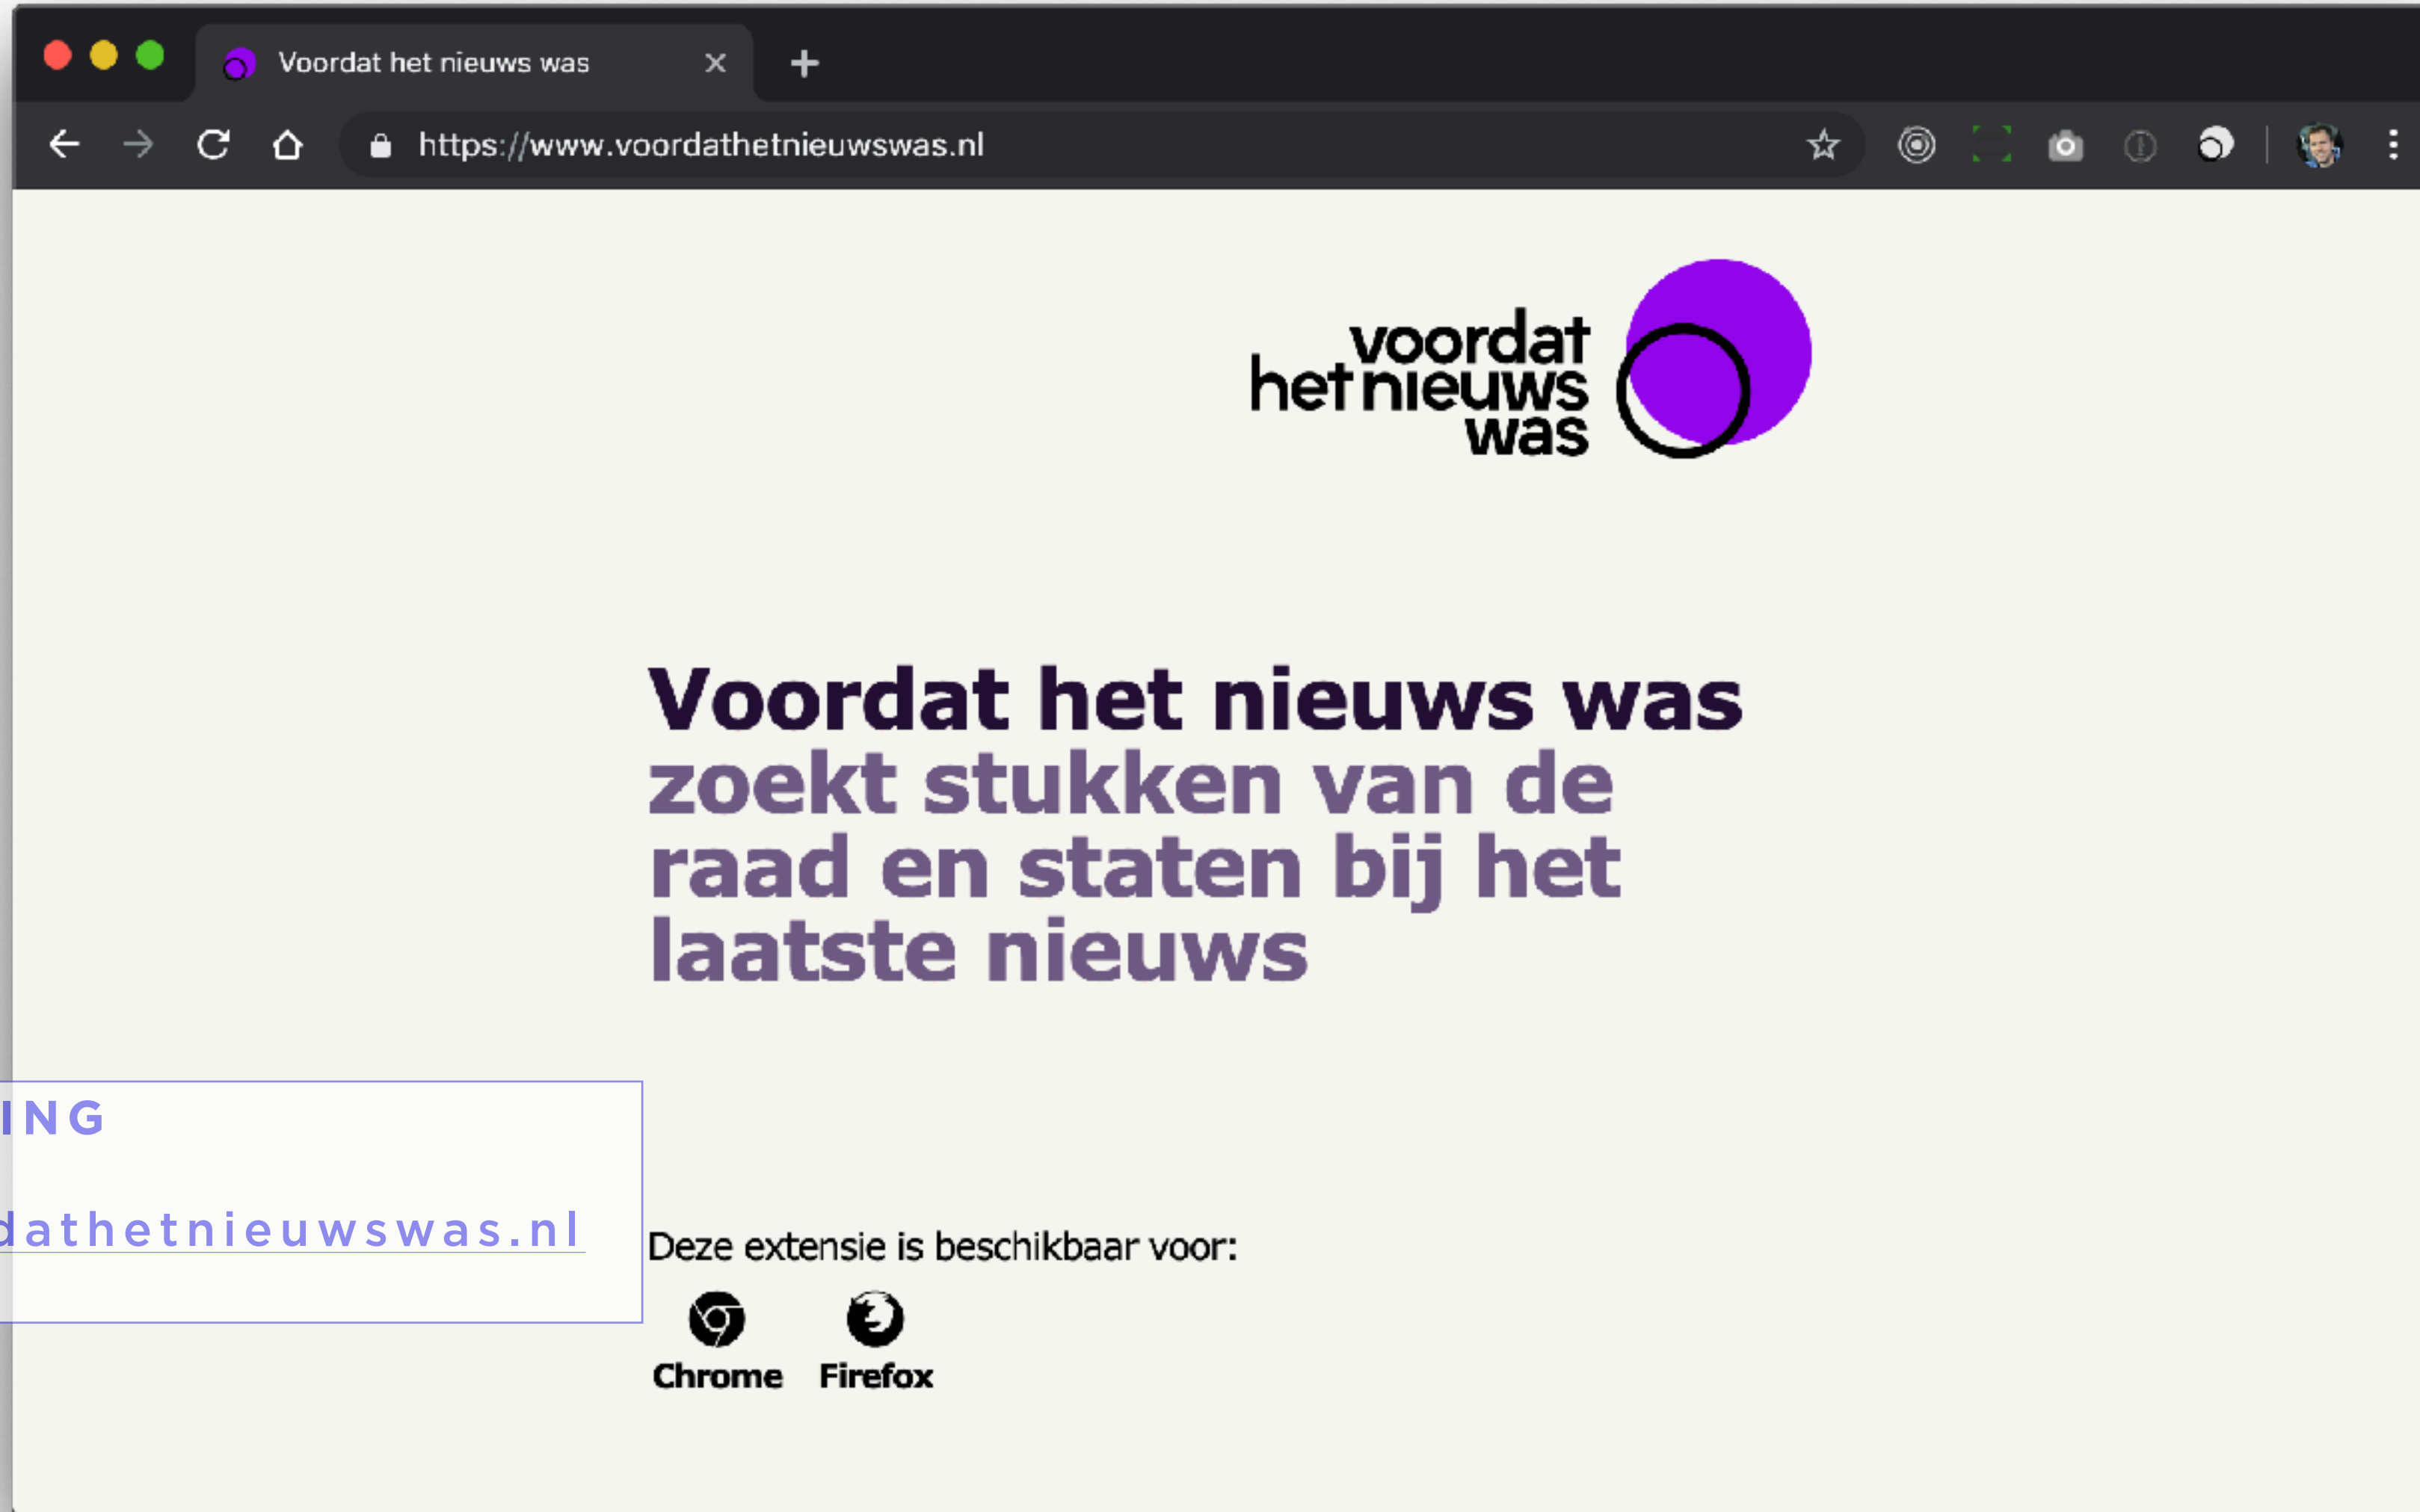 Voordat het nieuws was
https://www.voordathetnieuwswas.nl
voordat
het nieuws
was
Voordat het nieuws was
zoekt stukken van de
raad en staten bij het
laatste nieuws
ING
dathetnieuwswas.nl
Deze extensie is beschikbaar voor:
Chrome Firefox